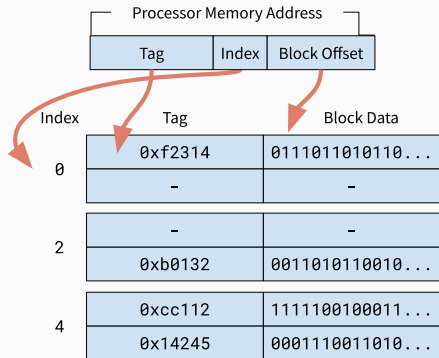 Processor Memory Address
Tag Index Block Offset
Index Tag Block Data
0xf2314 0111011010110...
0
- -
- -
2
0xb0132 0011010110010...
0xcc112 1111100100011...
4
0x14245 0001110011010...